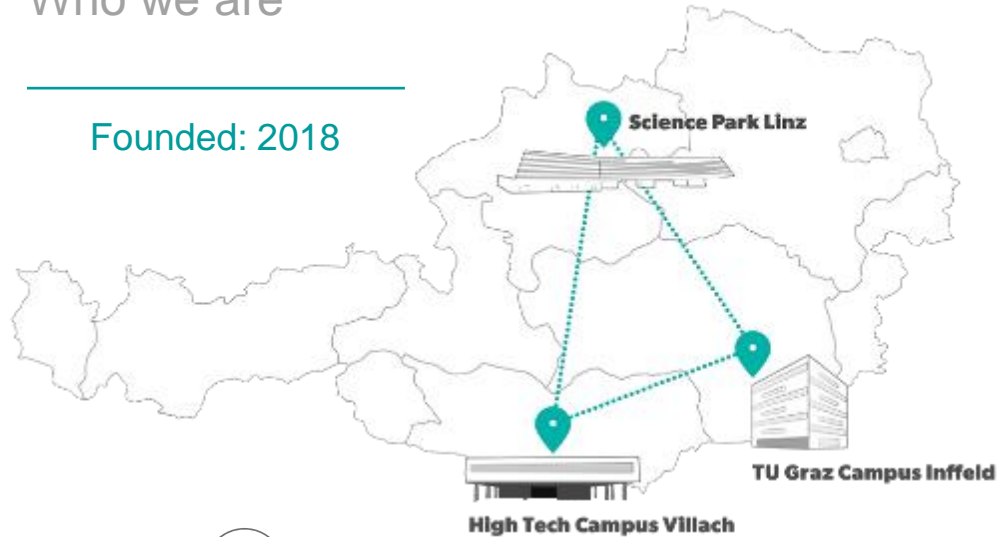 Who we are
Founded: 2018
Science Park Linz
TU Graz Campus Inffeld
High Tech Campus Villach